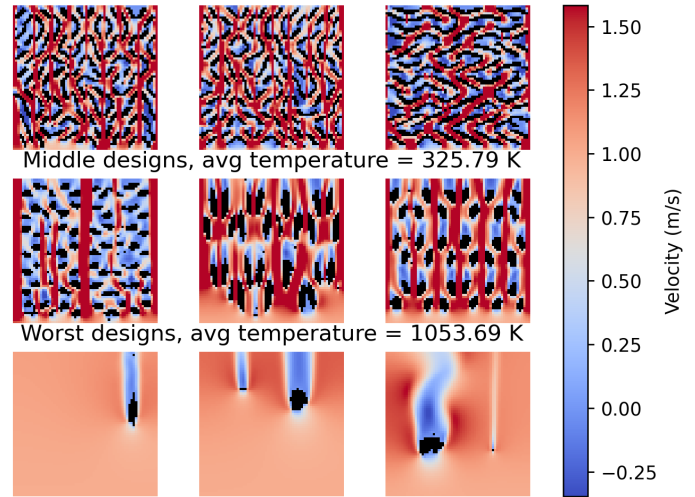 Middle designs, avg temperature = 325.79 K
Worst designs, avg temperature = 1053.69 K
1.50
1.25
1.00
0.75
0.50
0.25
0.00
−0.25
Velocity (m/s)